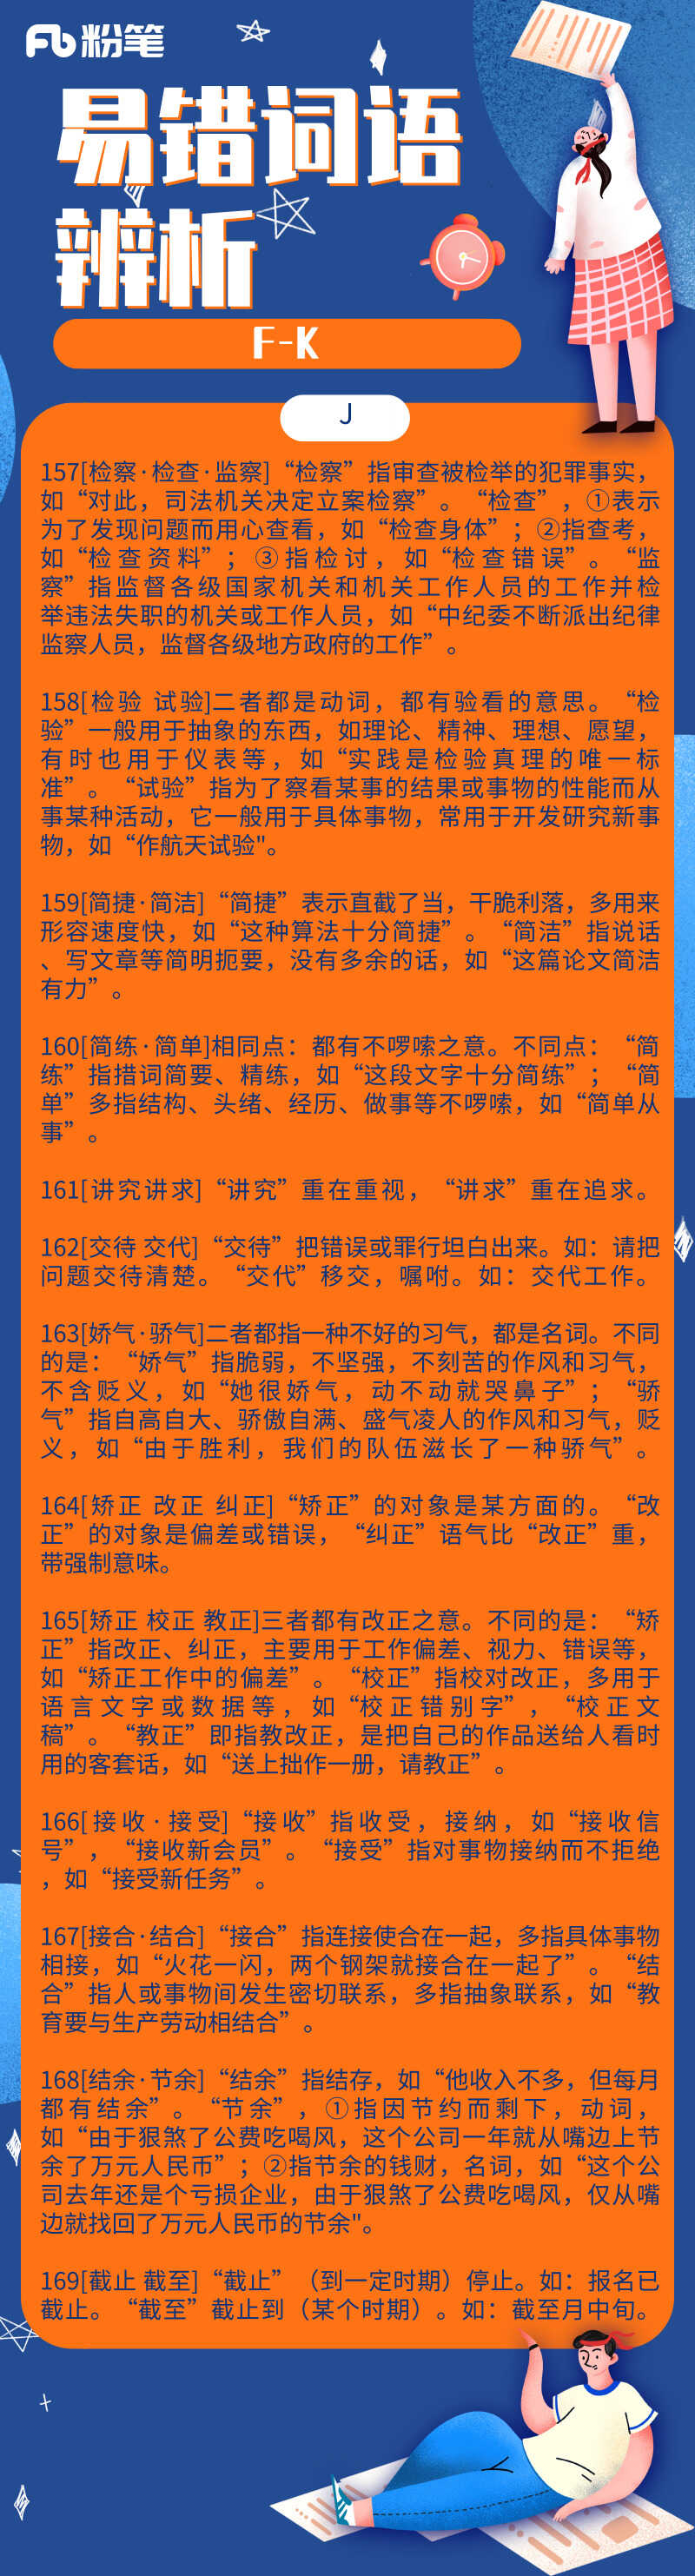 粉笔
易错词语
辨析
F-K
J
157[检察·检查·监察]“检察”指审查被检举的犯罪事实，
如“对此，司法机关决定立案检察”。“检查”，①表示
为了发现问题而用心查看，如“检查身体”；②指查考，
如“检查资料”；③指检讨，如“检查错误”。“监
察”指监督各级国家机关和机关工作人员的工作并检
举违法失职的机关或工作人员，如“中纪委不断派出纪律
监察人员，监督各级地方政府的工作”。
158[检验 试验]二者都是动词，都有验看的意思。“检
验”一般用于抽象的东西，如理论、精神、理想、愿望，
有时也用于仪表等，如“实践是检验真理的唯一标
准”。“试验”指为了察看某事的结果或事物的性能而从
事某种活动，它一般用于具体事物，常用于开发研究新事
物，如“作航天试验"。
159[简捷·简洁]“简捷”表示直截了当，干脆利落，多用来
形容速度快，如“这种算法十分简捷”。“简洁”指说话
、写文章等简明扼要，没有多余的话，如“这篇论文简洁
有力”。
160[简练·简单]相同点：都有不啰嗦之意。不同点：“简
练”指措词简要、精练，如“这段文字十分简练”；“简
单”多指结构、头绪、经历、做事等不啰嗦，如“简单从
事”。
161[讲究讲求]“讲究”重在重视，“讲求”重在追求。
162[交待 交代]“交待”把错误或罪行坦白出来。如：请把
问题交待清楚。“交代”移交，嘱咐。如：交代工作。
163[娇气·骄气]二者都指一种不好的习气，都是名词。不同
的是：“娇气”指脆弱，不坚强，不刻苦的作风和习气，
不含贬义，如“她很娇气，动不动就哭鼻子”；“骄
气”指自高自大、骄傲自满、盛气凌人的作风和习气，贬
义，如“由于胜利，我们的队伍滋长了一种骄气”。
164[矫正 改正 纠正]“矫正”的对象是某方面的。“改
正”的对象是偏差或错误，“纠正”语气比“改正”重，
带强制意味。
165[矫正 校正 教正]三者都有改正之意。不同的是：“矫
正”指改正、纠正，主要用于工作偏差、视力、错误等，
如“矫正工作中的偏差”。“校正”指校对改正，多用于
语言文字或数据等，如“校正错别字”，“校正文
稿”。“教正”即指教改正，是把自己的作品送给人看时
用的客套话，如“送上拙作一册，请教正”。
166[接收·接受]“接收”指收受，接纳，如“接收信
号”，“接收新会员”。“接受”指对事物接纳而不拒绝
，如“接受新任务”。
167[接合·结合]“接合”指连接使合在一起，多指具体事物
相接，如“火花一闪，两个钢架就接合在一起了”。“结
合”指人或事物间发生密切联系，多指抽象联系，如“教
育要与生产劳动相结合”。
168[结余·节余]“结余”指结存，如“他收入不多，但每月
都有结余”。“节余”，①指因节约而剩下，动词，
如“由于狠煞了公费吃喝风，这个公司一年就从嘴边上节
余了万元人民币”；②指节余的钱财，名词，如“这个公
司去年还是个亏损企业，由于狠煞了公费吃喝风，仅从嘴
边就找回了万元人民币的节余"。
169[截止 截至]“截止”（到一定时期）停止。如：报名已
截止。“截至”截止到（某个时期）。如：截至月中旬。